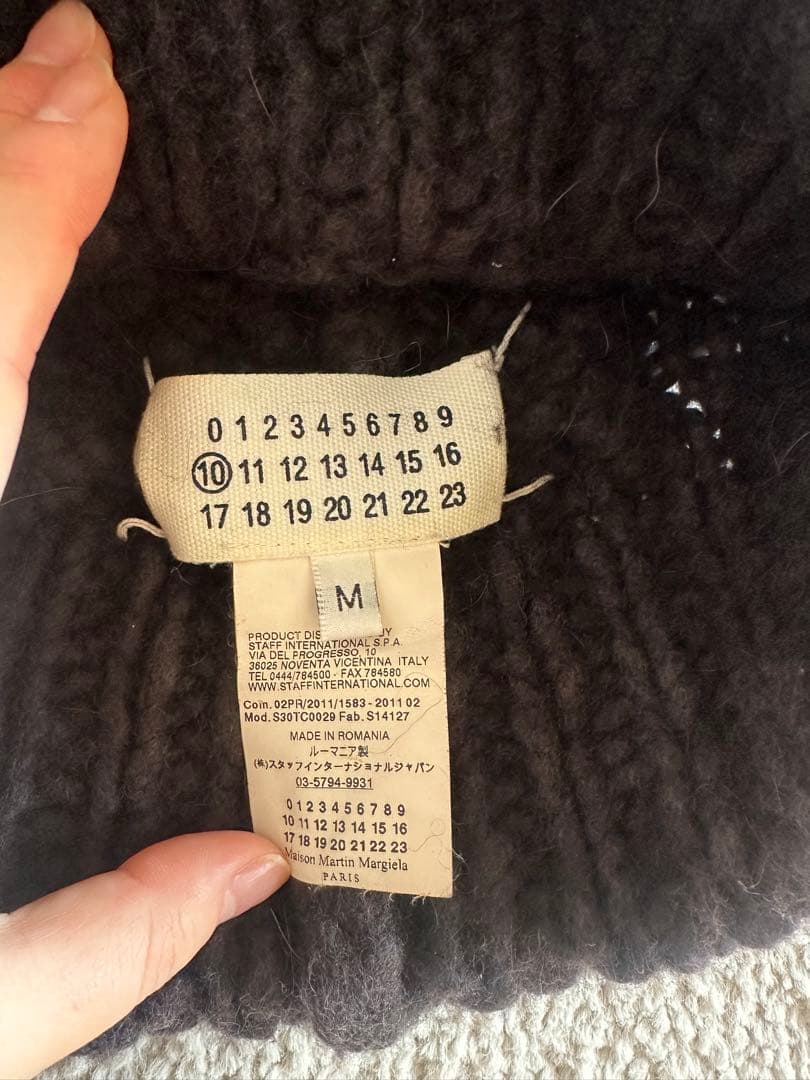 0 1 2 3 4 5 6 7 8 9
10 11 12 13 14 15 16
17 18 19 20 21 22 23
M
PRODUCT
STAFF INTERNATIONAL S.P.A.
VIA DEL PROGRESSO, 10
36025 NOVENTA VICENTINA ITALY
TEL 0444/784500 - FAX 784580
WWW.STAFFINTERNATIONAL.COM
Com. 02PR/2011/1583 - 2011 02
Mod. S30TC0029 Fab. S14127
MADE IN ROMANIA
ルーマニア製
(株)スタッフインターナショナルジャパン
03-5794-9931
0 1 2 3 4 5 6 7 8 9
10 11 12 13 14 15 16
17 18 19 20 21 22 23
Maison Martin Margiela
PARIS